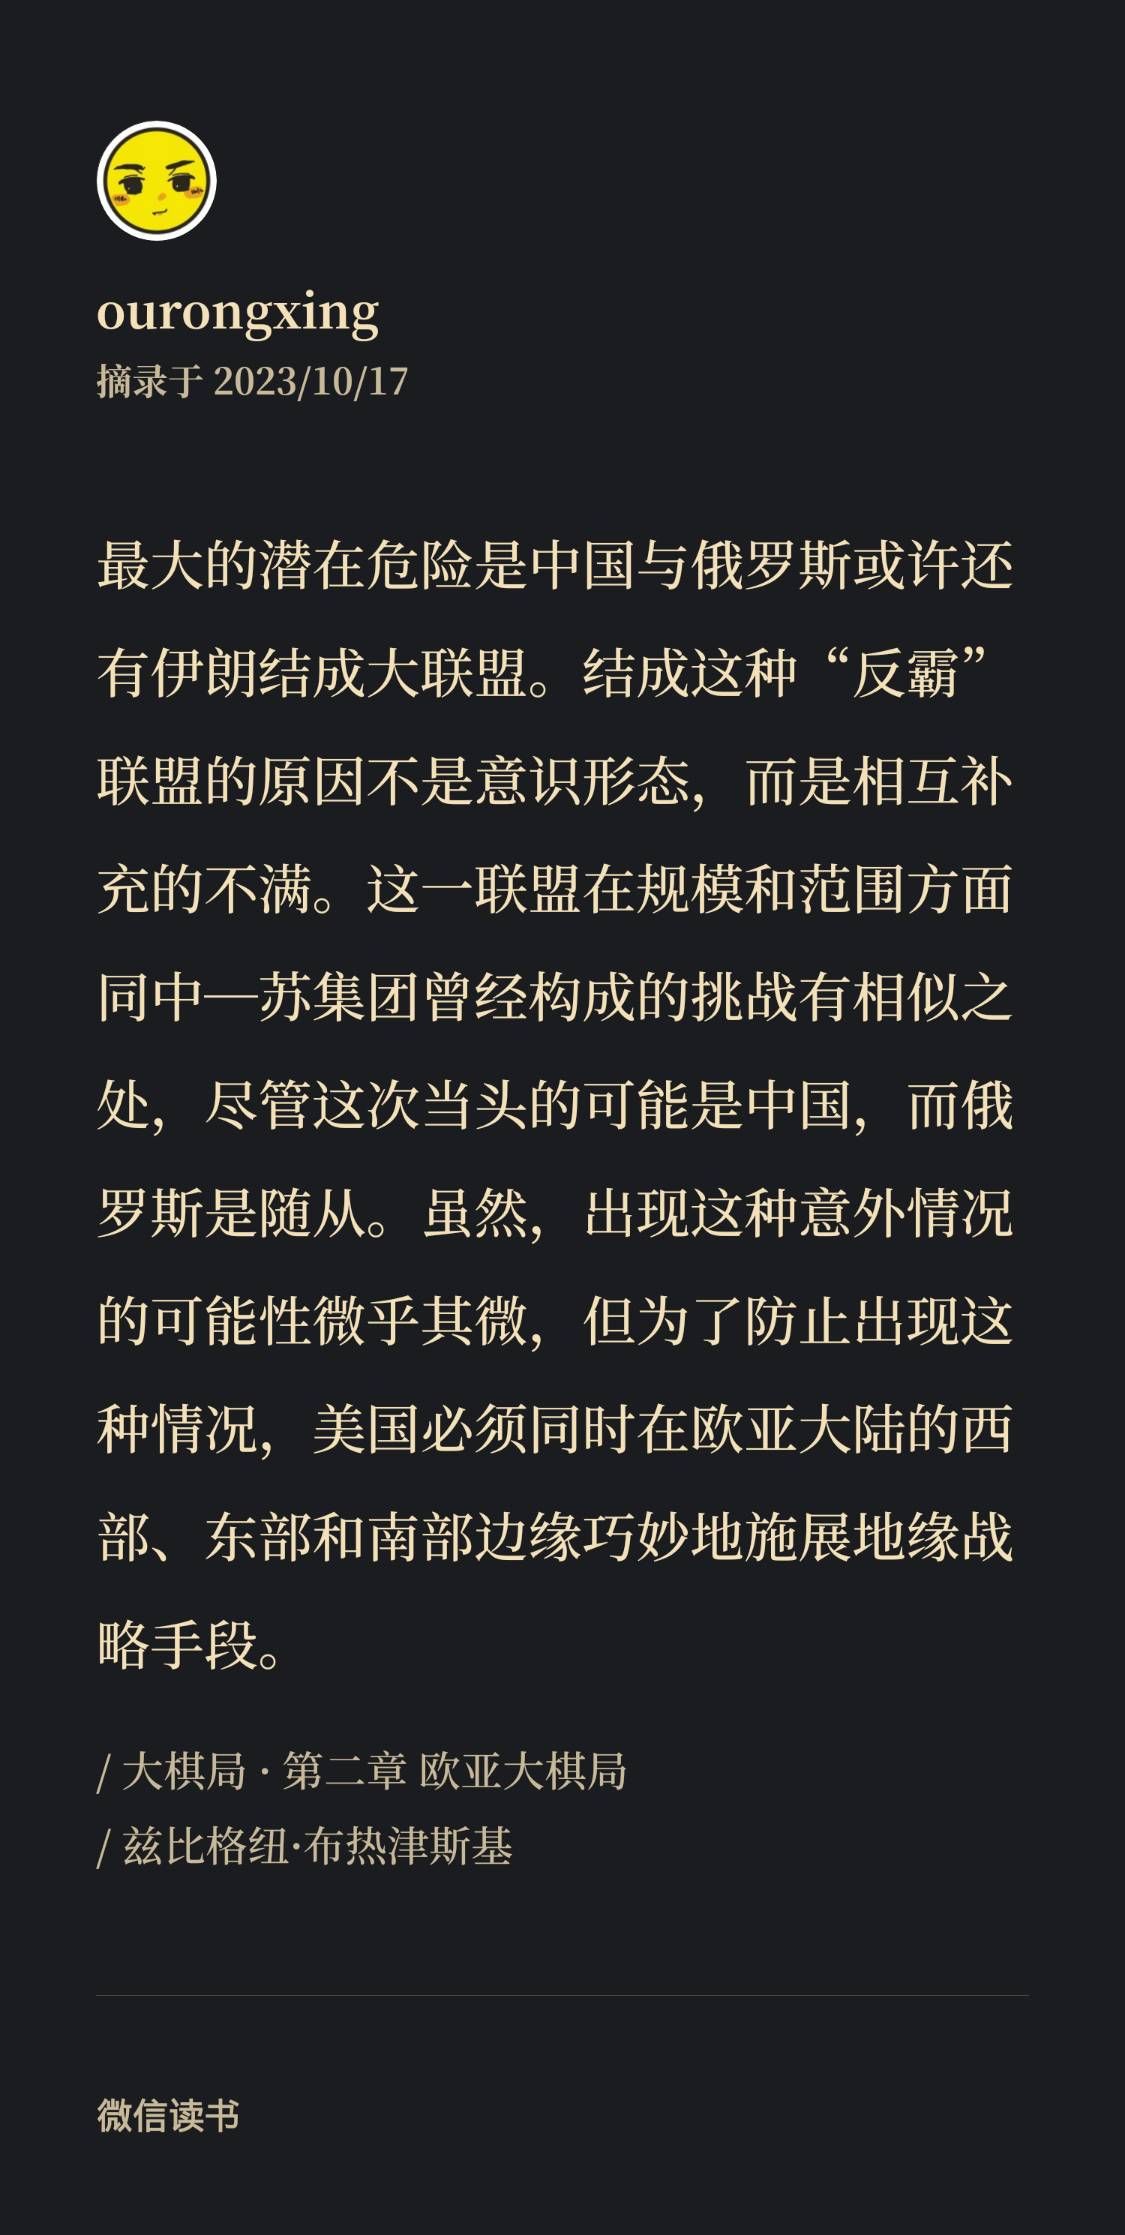 ourongxing
摘录于 2023/10/17
最大的潜在危险是中国与俄罗斯或许还
有伊朗结成大联盟。结成这种“反霸”
联盟的原因不是意识形态，而是相互补
充的不满。这一联盟在规模和范围方面
同中—苏集团曾经构成的挑战有相似之
处，尽管这次当头的可能是中国，而俄
罗斯是随从。虽然，出现这种意外情况
的可能性微乎其微，但为了防止出现这
种情况，美国必须同时在欧亚大陆的西
部、东部和南部边缘巧妙地施展地缘战
略手段。
/ 大棋局 · 第二章 欧亚大棋局
/ 兹比格纽·布热津斯基
微信读书